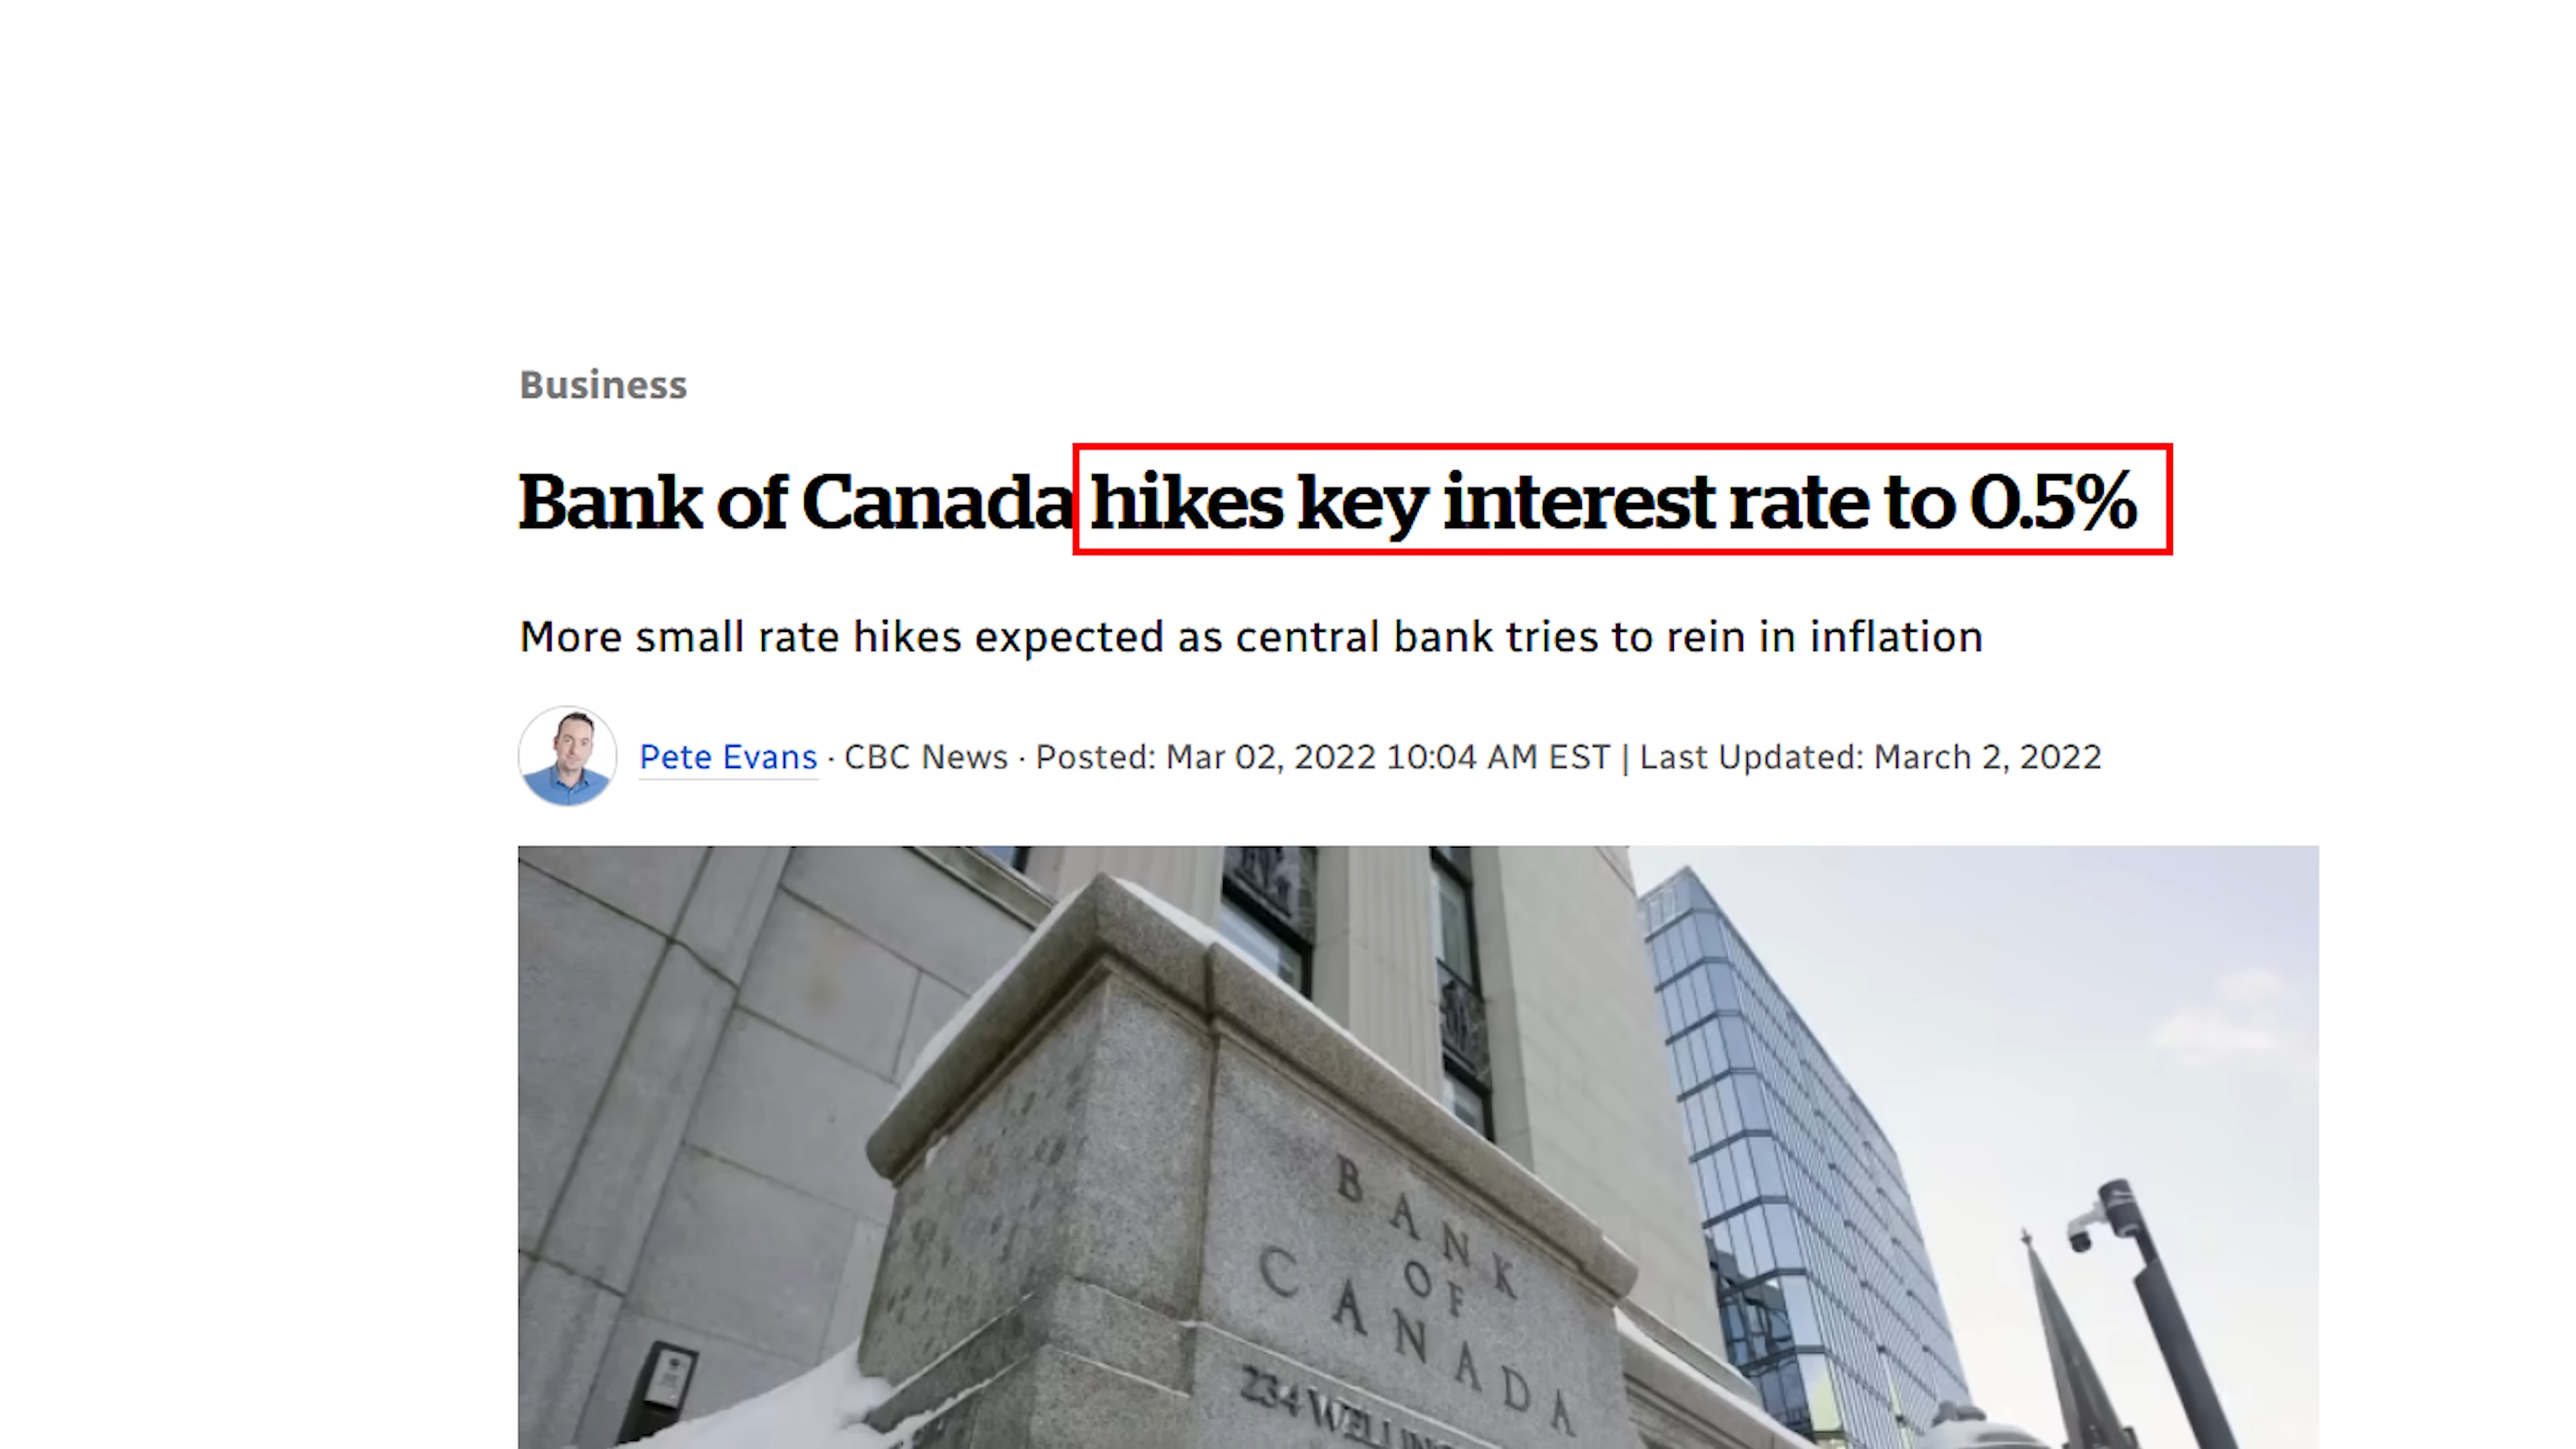 Business
Bank of Canada hikes key interest rate to 0.5%
More small rate hikes expected as central bank tries to rein in inflation
Pete Evans · CBC News · Posted: Mar 02, 2022 10:04 AM EST | Last Updated: March 2, 2022
BANK
OF
CANADA
234